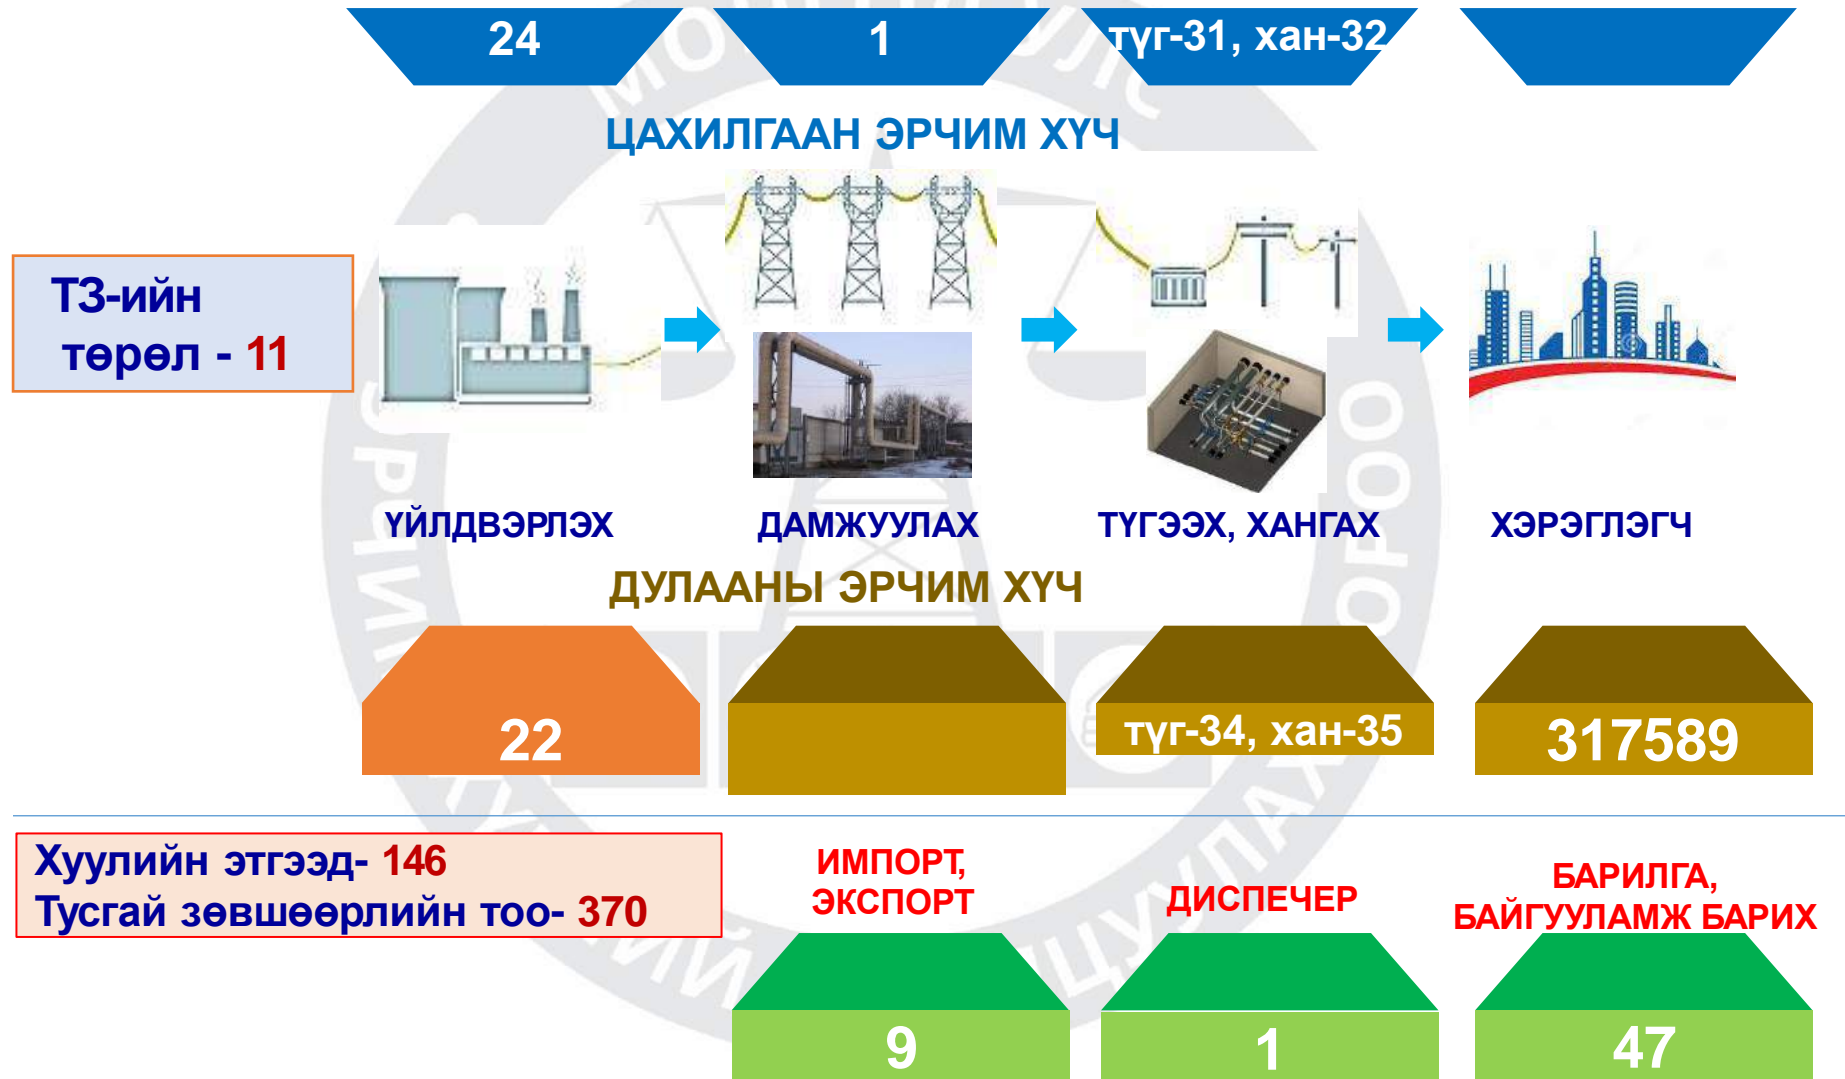 24
1
түг-31, хан-32
ЦАХИЛГААН ЭРЧИМ ХҮЧ
ТЗ-ийн
төрөл - 11
ҮЙЛДВЭРЛЭХ
ДАМЖУУЛАХ
ТҮГЭЭХ, ХАНГАХ
ХЭРЭГЛЭГЧ
ДУЛААНЫ ЭРЧИМ ХҮЧ
22
түг-34, хан-35
317589
Хуулийн этгээд- 146
Тусгай зөвшөөрлийн тоо- 370
ИМПОРТ,
ЭКСПОРТ
ДИСПЕЧЕР
БАРИЛГА,
БАЙГУУЛАМЖ БАРИХ
9
1
47